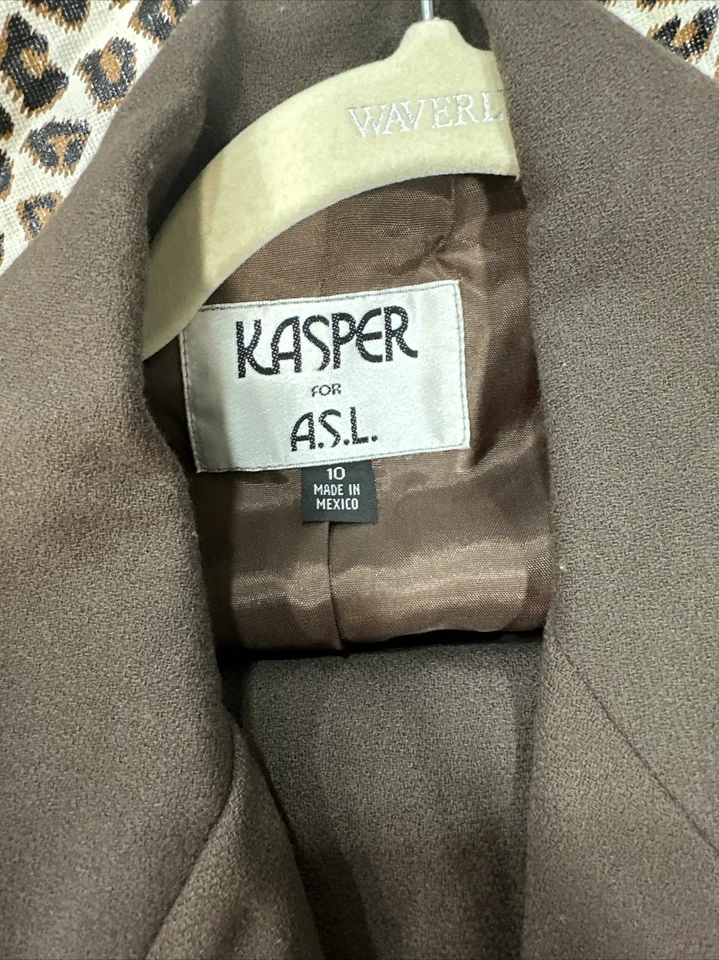 WAVERL
KASPER
FOR
A.S.L.
10
MADE IN
MEXICO